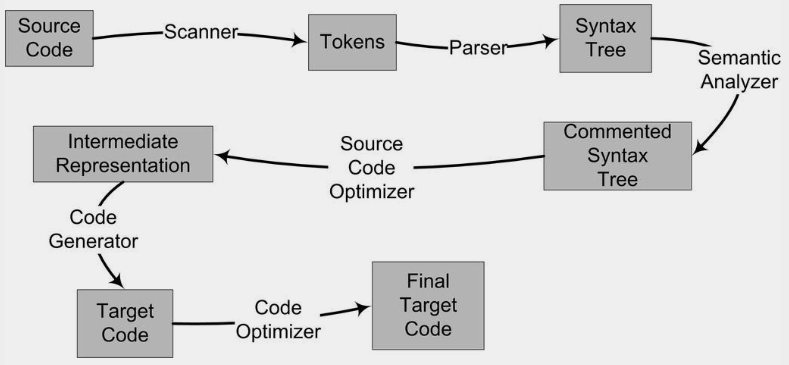 Source
Code
Scanner
Tokens
Parser
Syntax
Tree
Semantic
Analyzer
Commented
Syntax
Tree
Source
Code
Optimizer
Intermediate
Representation
Code
Generator
Target
Code
Code
Optimizer
Final
Target
Code